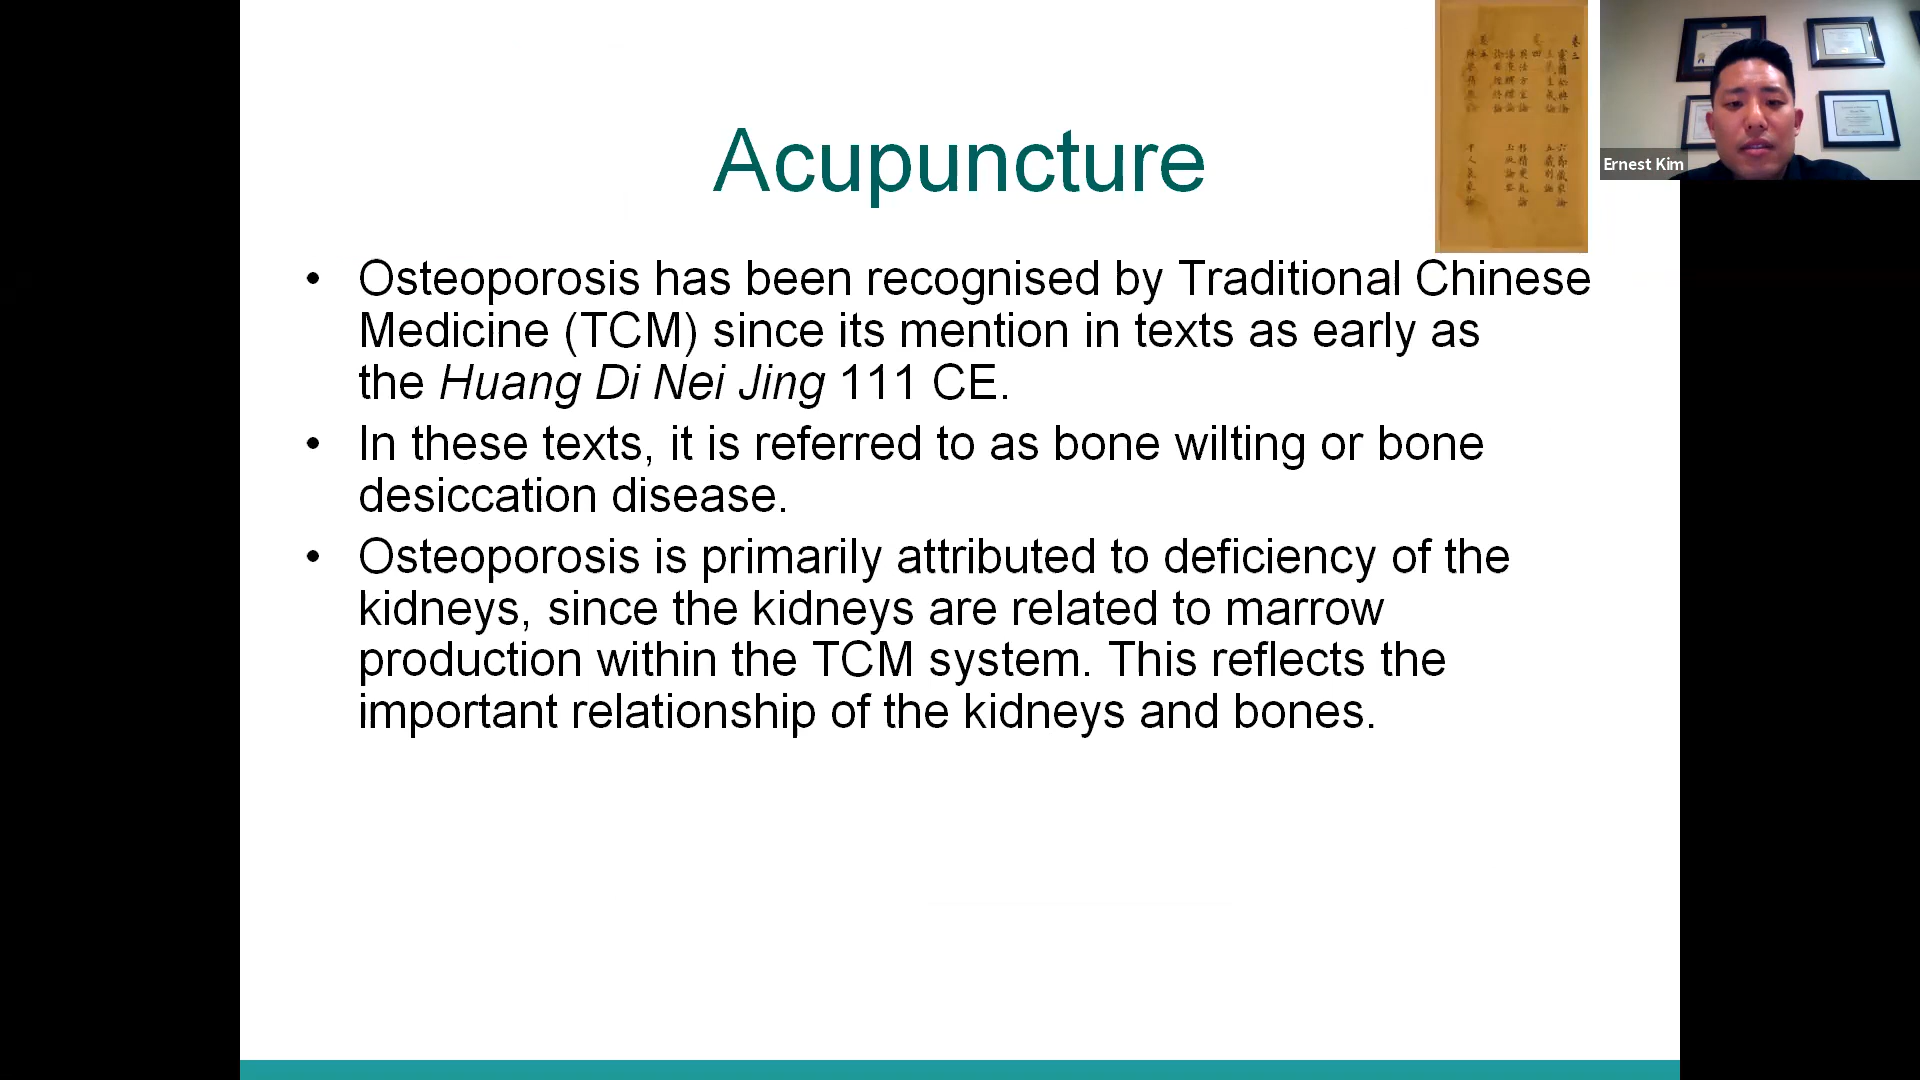 Acupuncture
• Osteoporosis has been recognised by Traditional Chinese
Medicine (TCM) since its mention in texts as early as
the Huang Di Nei Jing 111 CE.
• In these texts, it is referred to as bone wilting or bone
desiccation disease.
• Osteoporosis is primarily attributed to deficiency of the
kidneys, since the kidneys are related to marrow
production within the TCM system. This reflects the
important relationship of the kidneys and bones.
卷三
Ernest Kim